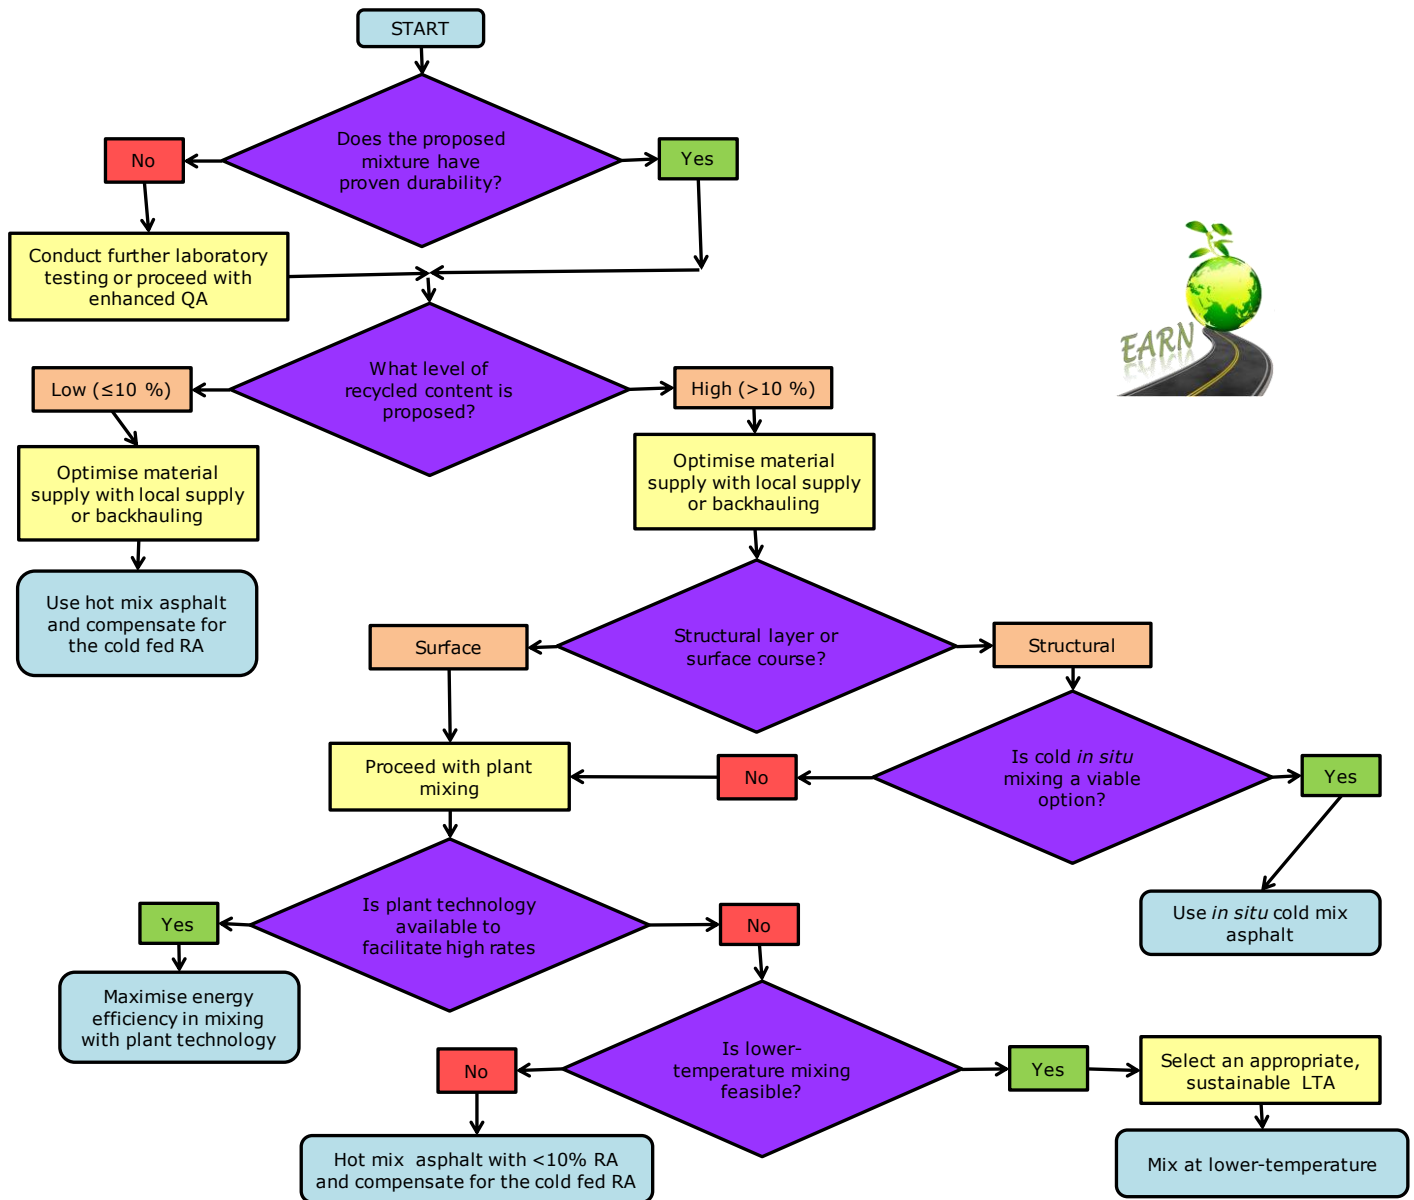 START
Does the proposed
mixture have
proven durability?
No
Yes
Conduct further laboratory
testing or proceed with
enhanced QA
EARN
What level of
recycled content is
proposed?
Low (≤10 %)
High (>10 %)
Optimise material
supply with local supply
or backhauling
Optimise material
supply with local supply
or backhauling
Use hot mix asphalt
and compensate for
the cold fed RA
Structural layer or
surface course?
Surface
Structural
Proceed with plant
mixing
No
Is cold in situ
mixing a viable
option?
Yes
Is plant technology
available to
facilitate high rates
Yes
No
Use in situ cold mix
asphalt
Maximise energy
efficiency in mixing
with plant technology
Is lower-
temperature mixing
feasible?
No
Yes
Select an appropriate,
sustainable LTA
Hot mix asphalt with <10% RA
and compensate for the cold fed RA
Mix at lower-temperature